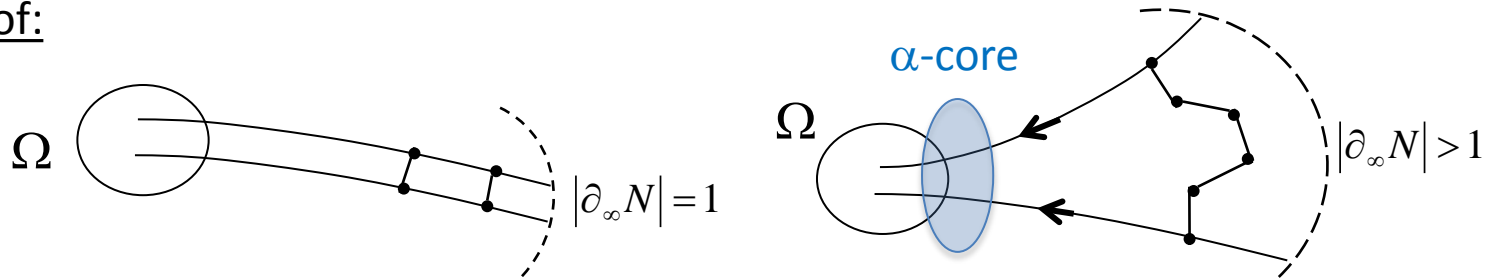 of:
Ω
|∂∞N| = 1
α-core
Ω
|∂∞N| > 1